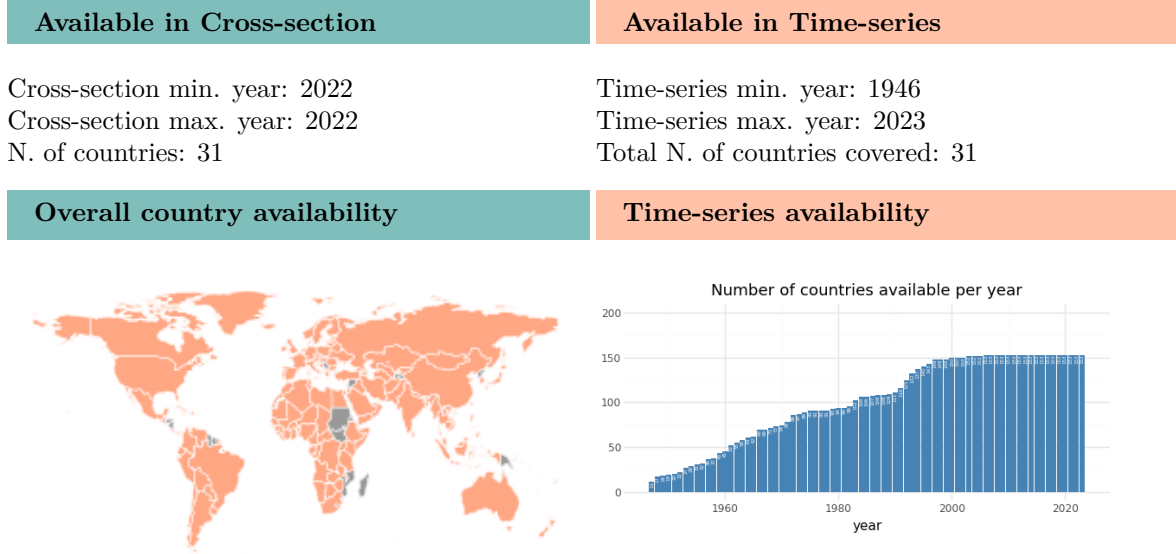 Available in Cross-section
Available in Time-series
Cross-section min. year: 2022
Cross-section max. year: 2022
N. of countries: 31
Time-series min. year: 1946
Time-series max. year: 2023
Total N. of countries covered: 31
Overall country availability
Time-series availability
Number of countries available per year
200
150
100
50
0
1960
1980
2000
2020
year